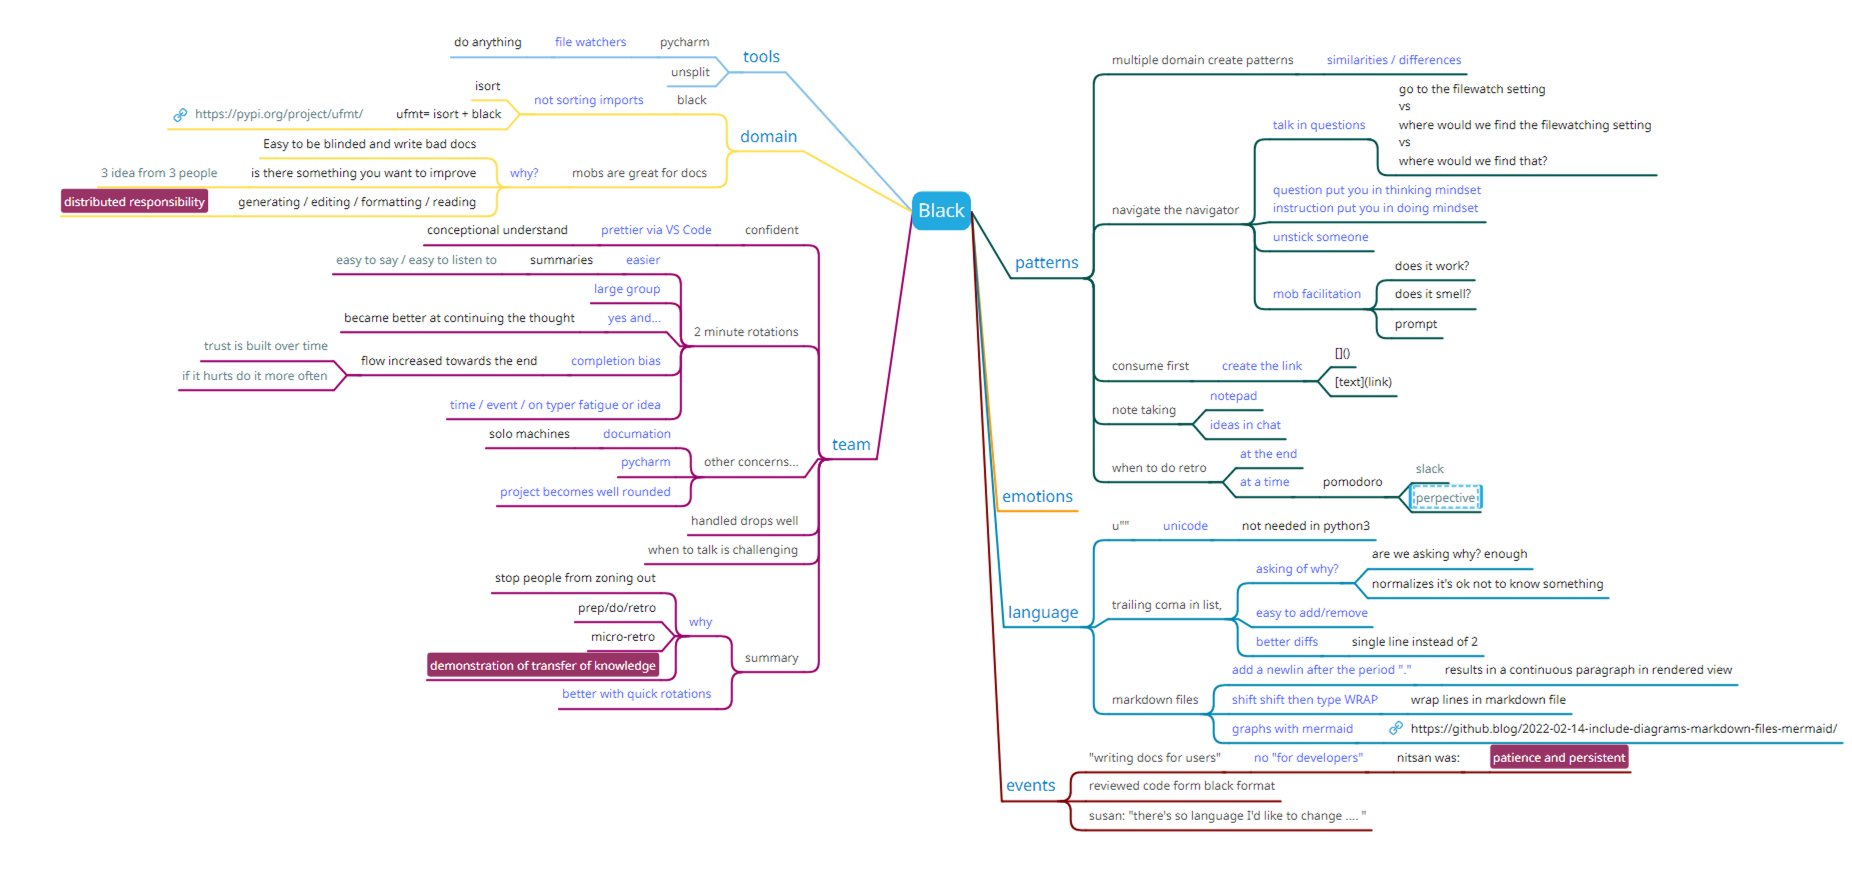 Black
tools
pycharm
file watchers
do anything
unsplit
domain
black
not sorting imports
isort
ufmt= isort + black
https://pypi.org/project/ufmt/
mobs are great for docs
why?
Easy to be blinded and write bad docs
is there something you want to improve
3 idea from 3 people
generating / editing / formatting / reading
distributed responsibility
team
confident
prettier via VS Code
conceptional understand
2 minute rotations
easier
summaries
easy to say / easy to listen to
large group
yes and...
became better at continuing the thought
completion bias
flow increased towards the end
trust is built over time
if it hurts do it more often
time / event / on typer fatigue or idea
other concerns...
documation
solo machines
pycharm
project becomes well rounded
handled drops well
when to talk is challenging
summary
why
stop people from zoning out
prep/do/retro
micro-retro
demonstration of transfer of knowledge
better with quick rotations
patterns
multiple domain create patterns
similarities / differences
navigate the navigator
talk in questions
go to the filewatch setting
vs
where would we find the filewatching setting
vs
where would we find that?
question put you in thinking mindset
instruction put you in doing mindset
unstick someone
mob facilitation
does it work?
does it smell?
prompt
consume first
create the link
[]()
[text](link)
note taking
notepad
ideas in chat
when to do retro
at the end
at a time
pomodoro
slack
perpective
emotions
language
u""
unicode
not needed in python3
trailing coma in list,
asking of why?
are we asking why? enough
normalizes it's ok not to know something
easy to add/remove
better diffs
single line instead of 2
markdown files
add a newlin after the period "."
results in a continuous paragraph in rendered view
shift shift then type WRAP
wrap lines in markdown file
graphs with mermaid
https://github.blog/2022-02-14-include-diagrams-markdown-files-mermaid/
events
"writing docs for users"
no "for developers"
nitsan was:
patience and persistent
reviewed code form black format
susan: "there's so language I'd like to change .... "